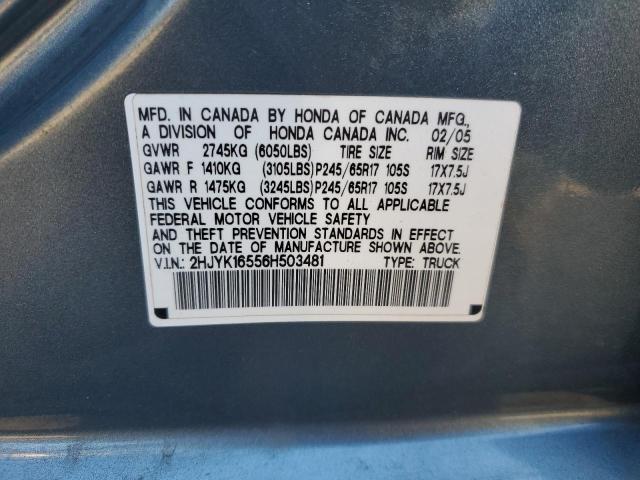 MFD. IN CANADA BY HONDA OF CANADA MFG.,
A DIVISION OF HONDA CANADA INC. 02/05
GVWR 2745KG (6050LBS) TIRE SIZE RIM SIZE
GAWR F 1410KG (3105LBS) P245/65R17 105S 17X7.5J
GAWR R 1475KG (3245LBS) P245/65R17 105S 17X7.5J
THIS VEHICLE CONFORMS TO ALL APPLICABLE
FEDERAL MOTOR VEHICLE SAFETY
AND THEFT PREVENTION STANDARDS IN EFFECT
ON THE DATE OF MANUFACTURE SHOWN ABOVE.
V.I.N.: 2HJYK16556H503481 TYPE: TRUCK